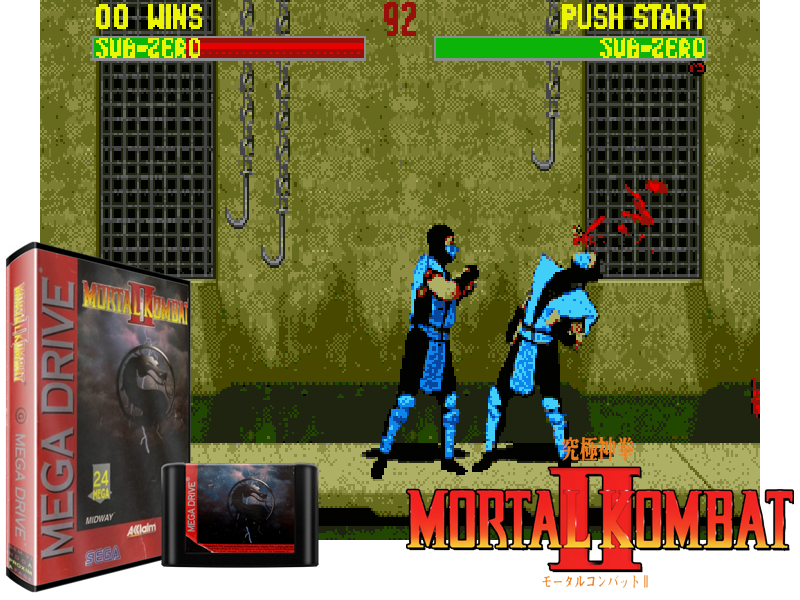 00 WINS
92
PUSH START
SUB-ZERO
SUB-ZERO
MORTAL KOMBAT
II
MORTAL KOMBAT
II
MEGA DRIVE
MEGA DRIVE
24
MEGA
MIDWAY
AKclaim
SEGA
MEGA DRIVE
究極神拳
MORTAL KOMBAT
II
モータルコンバットII